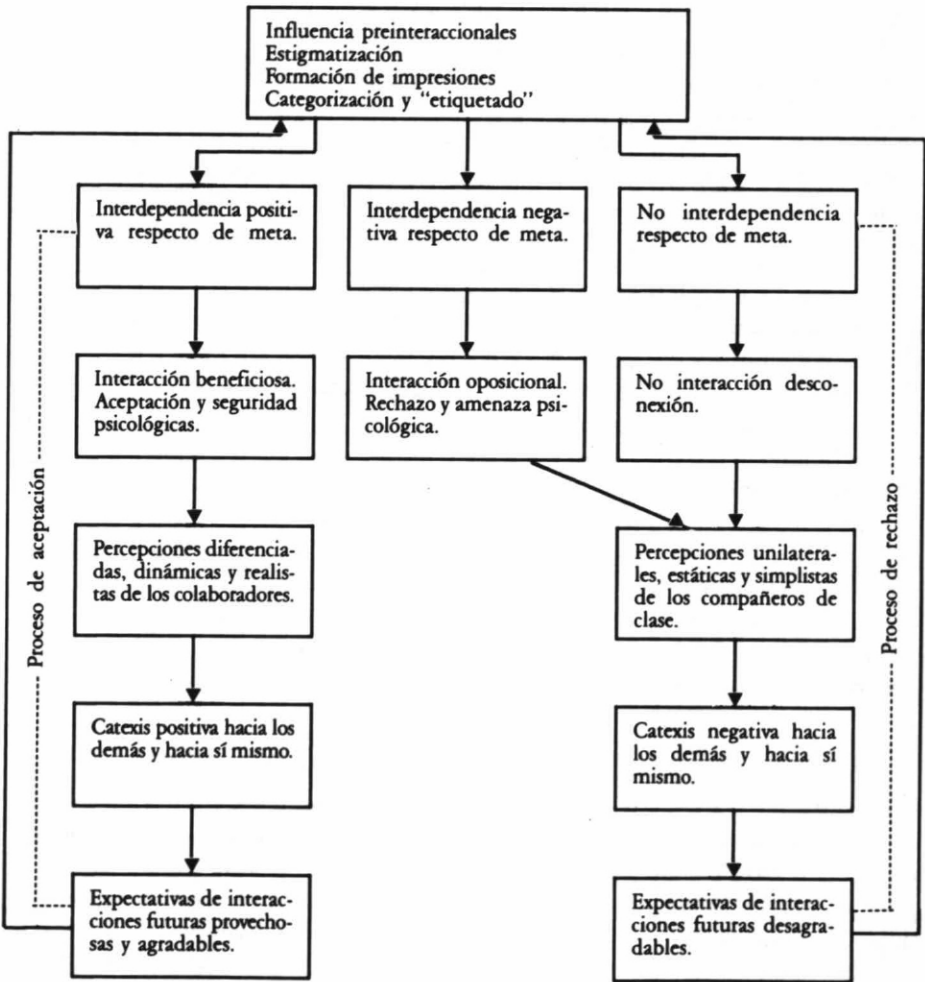 Influencia preinteraccionales
Estigmatización
Formación de impresiones
Categorización y “etiquetado”
Interdependencia positi-
va respecto de meta.
Interdependencia nega-
tiva respecto de meta.
No interdependencia
respecto de meta.
Interacción beneficiosa.
Aceptación y seguridad
psicológicas.
Interacción oposicional.
Rechazo y amenaza psi-
cológica.
No interacción desco-
nexión.
Proceso de aceptación
Percepciones diferencia-
das, dinámicas y realis-
tas de los colaboradores.
Percepciones unilatera-
les, estáticas y simplistas
de los compañeros de
clase.
Proceso de rechazo
Catexis positiva hacia los
demás y hacia sí mismo.
Catexis negativa hacia
los demás y hacia sí
mismo.
Expectativas de interac-
ciones futuras provecho-
sas y agradables.
Expectativas de interac-
ciones futuras desagra-
dables.